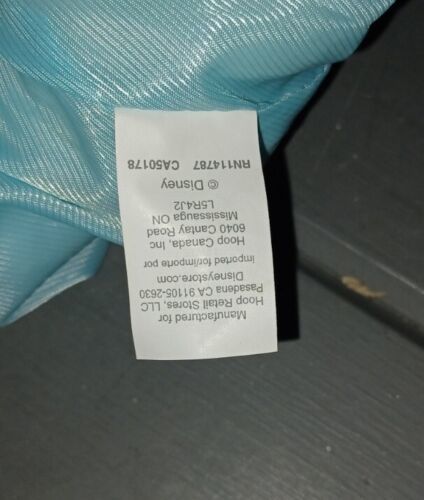 Manufactured for
Hoop Retail Stores, LLC
Pasadena CA 91105-2630
Disneystore.com
imported for/importe por
Hoop Canada, Inc
6040 Cantay Road
Mississauga ON
L5R4J2
© Disney
RN114787 CA50178